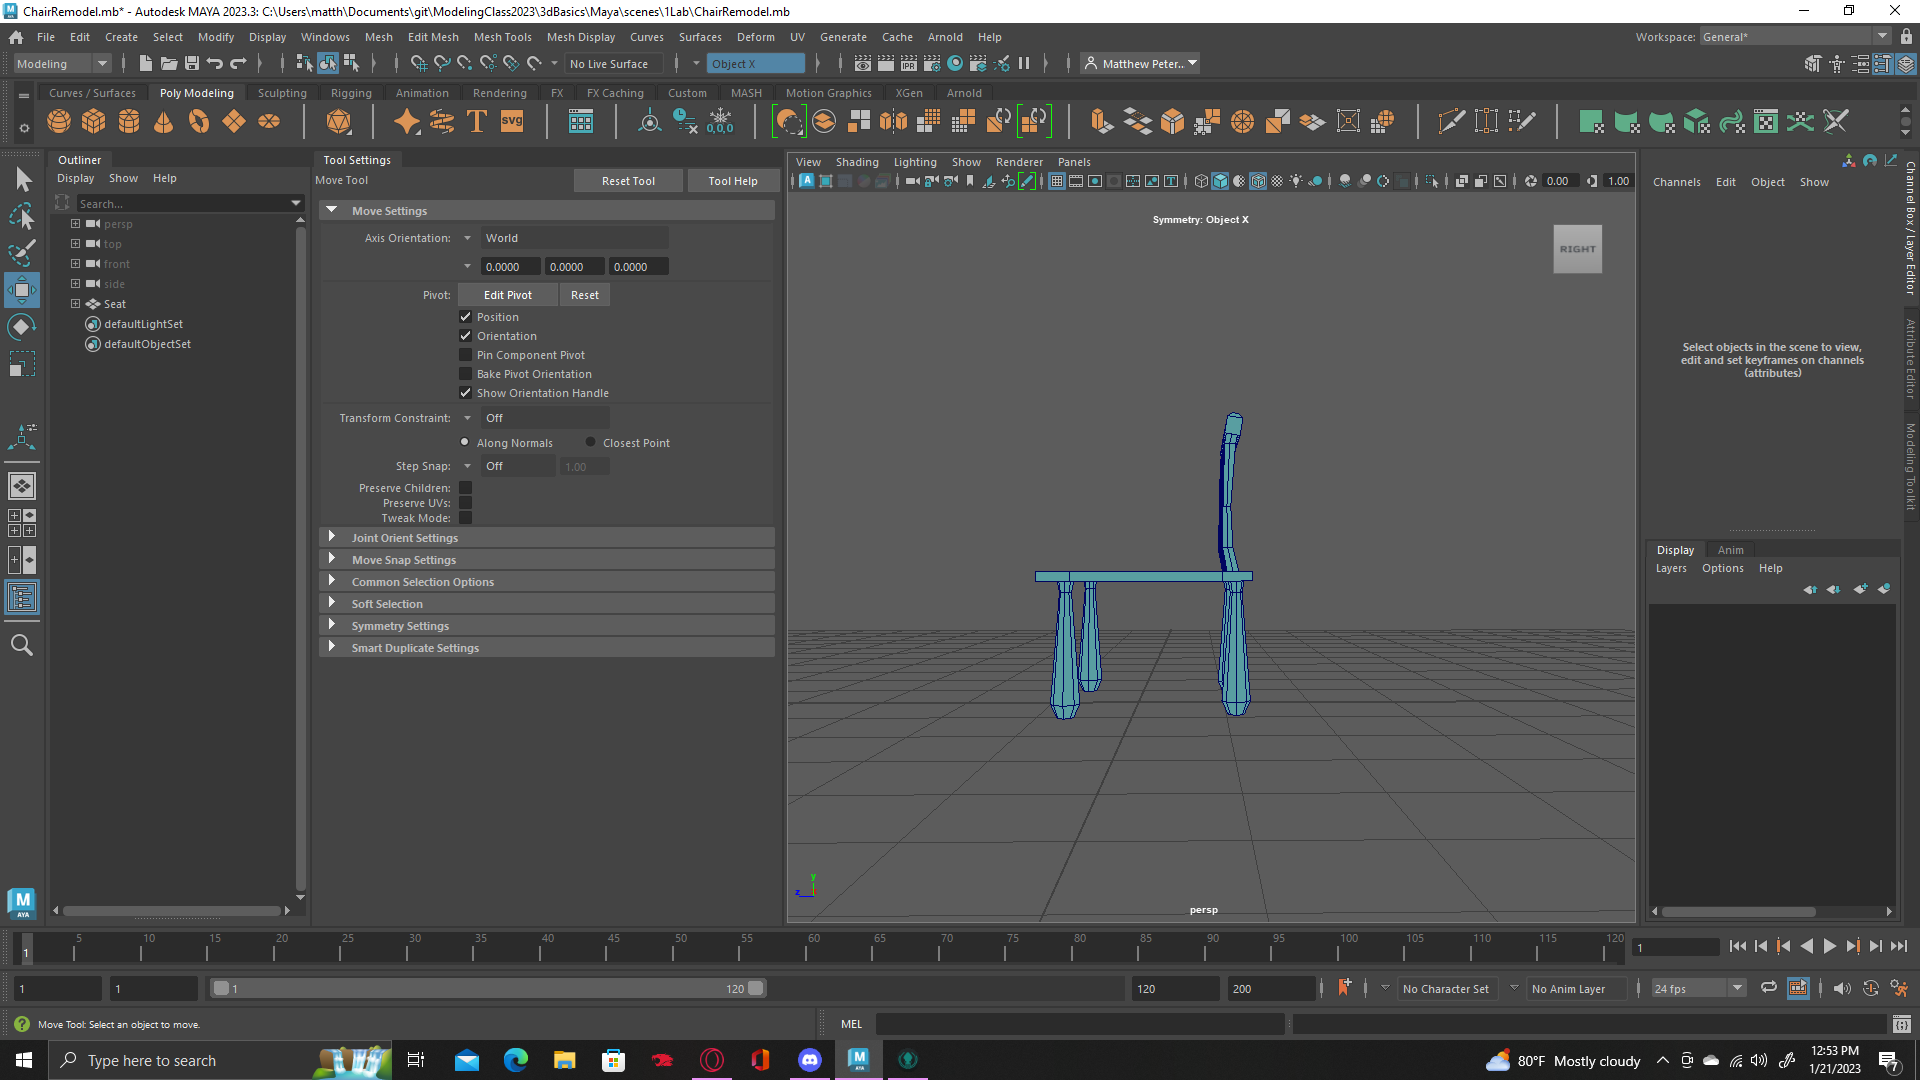 ChairRemodel.mb* - Autodesk MAYA 2023.3: C:\Users\matth\Documents\git\ModelingClass2023\3dBasics\Maya\scenes\1Lab\ChairRemodel.mb
File Edit Create Select Modify Display Windows Mesh Edit Mesh Mesh Tools Mesh Display Curves Surfaces Deform UV Generate Cache Arnold Help
Workspace: General*
Modeling No Live Surface Object X Matthew Peter...
Curves / Surfaces Poly Modeling Sculpting Rigging Animation Rendering FX FX Caching Custom MASH Motion Graphics XGen Arnold
Outliner
Display Show Help
Search...
persp
top
front
side
Seat
defaultLightSet
defaultObjectSet
Tool Settings
Move Tool Reset Tool Tool Help
Move Settings
Axis Orientation: World
0.0000 0.0000 0.0000
Pivot: Edit Pivot Reset
Position
Orientation
Pin Component Pivot
Bake Pivot Orientation
Show Orientation Handle
Transform Constraint: Off
Along Normals Closest Point
Step Snap: Off 1.00
Preserve Children:
Preserve UVs:
Tweak Mode:
Joint Orient Settings
Move Snap Settings
Common Selection Options
Soft Selection
Symmetry Settings
Smart Duplicate Settings
View Shading Lighting Show Renderer Panels
0.00 1.00
Symmetry: Object X
RIGHT
y
z
persp
Channels Edit Object Show
Select objects in the scene to view,
edit and set keyframes on channels
(attributes)
Display Anim
Layers Options Help
Channel Box / Layer Editor
Attribute Editor
Modeling Toolkit
1 5 10 15 20 25 30 35 40 45 50 55 60 65 70 75 80 85 90 95 100 105 110 115 120 1
1 1 1 120 120 200 No Character Set No Anim Layer 24 fps
Move Tool: Select an object to move. MEL
Type here to search
80°F Mostly cloudy
12:53 PM
1/21/2023
7